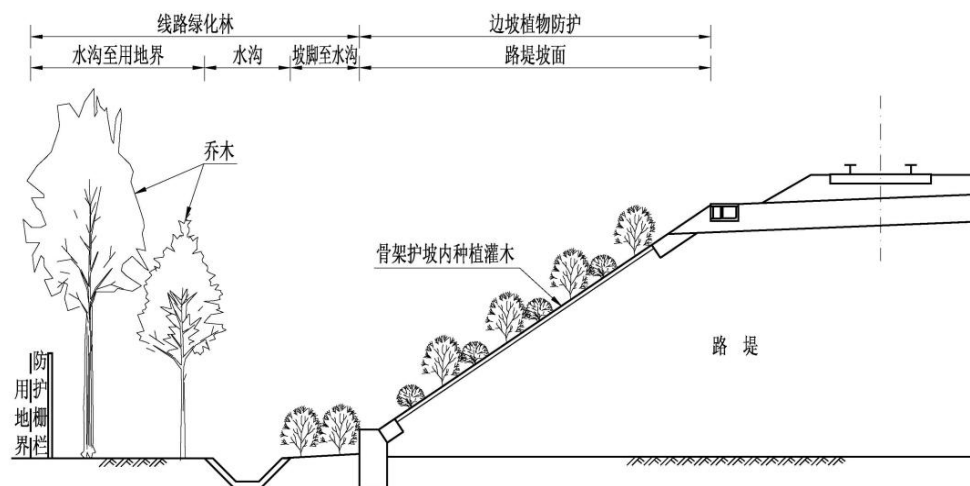 线路绿化林
边坡植物防护
水沟至用地界
水沟
坡脚至水沟
路堤坡面
乔木
骨架护坡内种植灌木
路 堤
用地界
防护栅栏